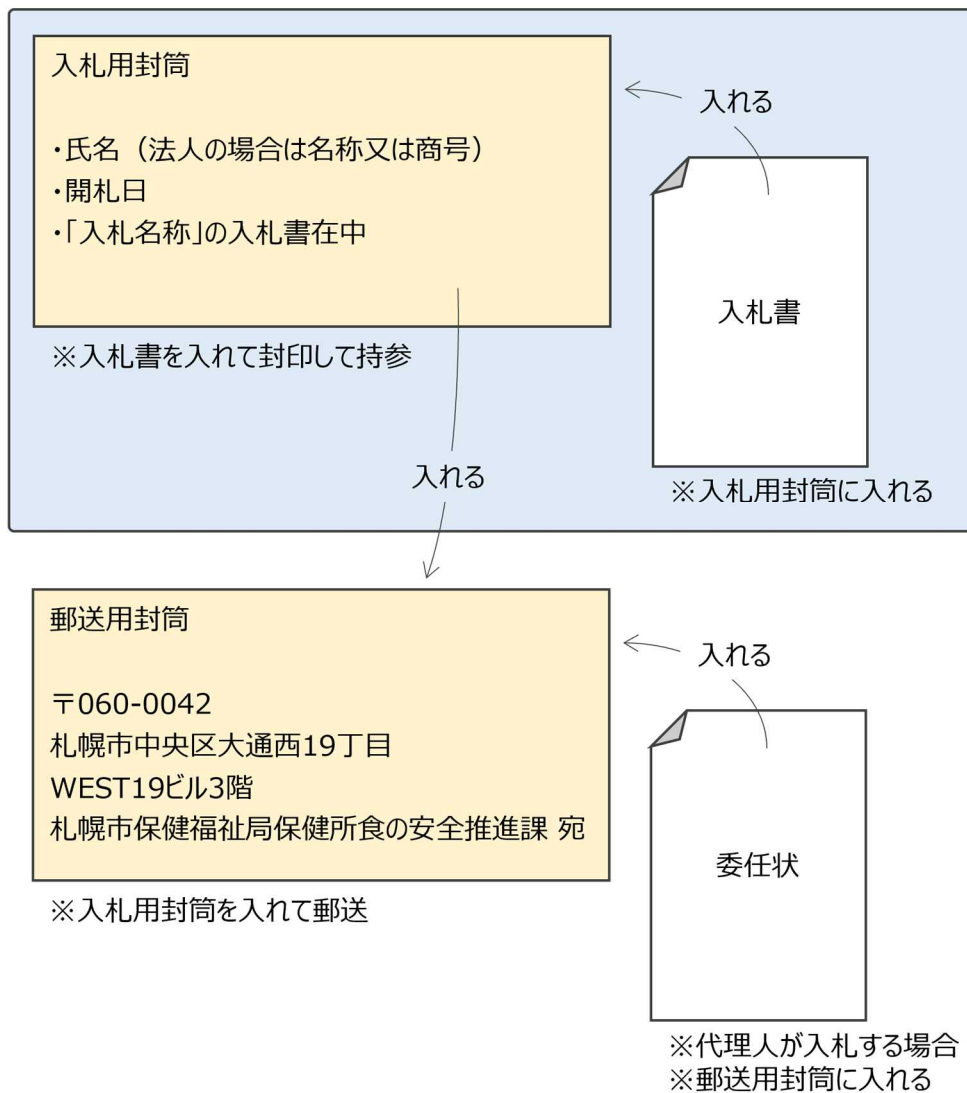 入札用封筒
・氏名（法人の場合は名称又は商号）
・開札日
・「入札名称」の入札書在中
※入札書を入れて封印して持参
入れる
入札書
※入札用封筒に入れる
入れる
郵送用封筒
〒060-0042
札幌市中央区大通西19丁目
WEST19ビル3階
札幌市保健福祉局保健所食の安全推進課 宛
※入札用封筒を入れて郵送
入れる
委任状
※代理人が入札する場合
※郵送用封筒に入れる